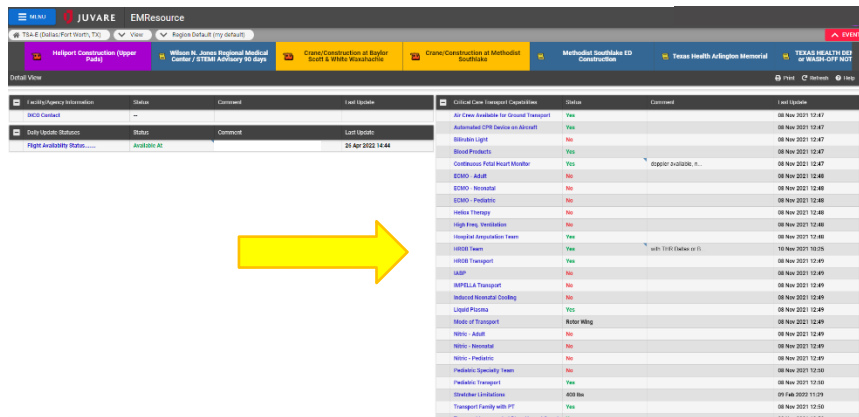 MENU JUVARE EMResource
TSA-E (Dallas/Fort Worth, TX) View Region Default (my default) EVENT
Heliport Construction (Upper Pads)
Wilson N. Jones Regional Medical Center / STEMI Advisory 90 days
Crane/Construction at Baylor Scott & White Waxahachie
Crane/Construction at Methodist Southlake
Methodist Southlake ED Construction
Texas Health Arlington Memorial
TEXAS HEALTH DEF
or WASH-OFF NOT
Detail View Print Refresh Help
Facility/Agency Information Status Comment Last Update
DICO Contact --
Daily Update Statuses Status Comment Last Update
Flight Availablity Status...... Available At 26 Apr 2022 14:44
Critical Care Transport Capabilities Status Comment Last Update
Air Crew Available for Ground Transport Yes 08 Nov 2021 12:47
Automated CPR Device on Aircraft Yes 08 Nov 2021 12:47
Bilirubin Light No 08 Nov 2021 12:47
Blood Products Yes 08 Nov 2021 12:47
Continuous Fetal Heart Monitor Yes doppler available, n... 08 Nov 2021 12:47
ECMO - Adult No 08 Nov 2021 12:48
ECMO - Neonatal No 08 Nov 2021 12:48
ECMO - Pediatric No 08 Nov 2021 12:48
Heliox Therapy No 08 Nov 2021 12:48
High Freq. Ventilation No 08 Nov 2021 12:48
Hospital Amputation Team Yes 08 Nov 2021 12:48
HROB Team Yes with THR Dallas or B... 10 Nov 2021 10:25
HROB Transport Yes 08 Nov 2021 12:49
IABP No 08 Nov 2021 12:49
IMPELLA Transport No 08 Nov 2021 12:49
Induced Neonatal Cooling No 08 Nov 2021 12:49
Liquid Plasma Yes 08 Nov 2021 12:49
Mode of Transport Rotor Wing 08 Nov 2021 12:49
Nitric - Adult No 08 Nov 2021 12:49
Nitric - Neonatal No 08 Nov 2021 12:49
Nitric - Pediatric No 08 Nov 2021 12:49
Pediatric Specialty Team No 08 Nov 2021 12:50
Pediatric Transport Yes 08 Nov 2021 12:50
Stretcher Limitations 400 lbs 09 Feb 2022 11:29
Transport Family with PT Yes 08 Nov 2021 12:50